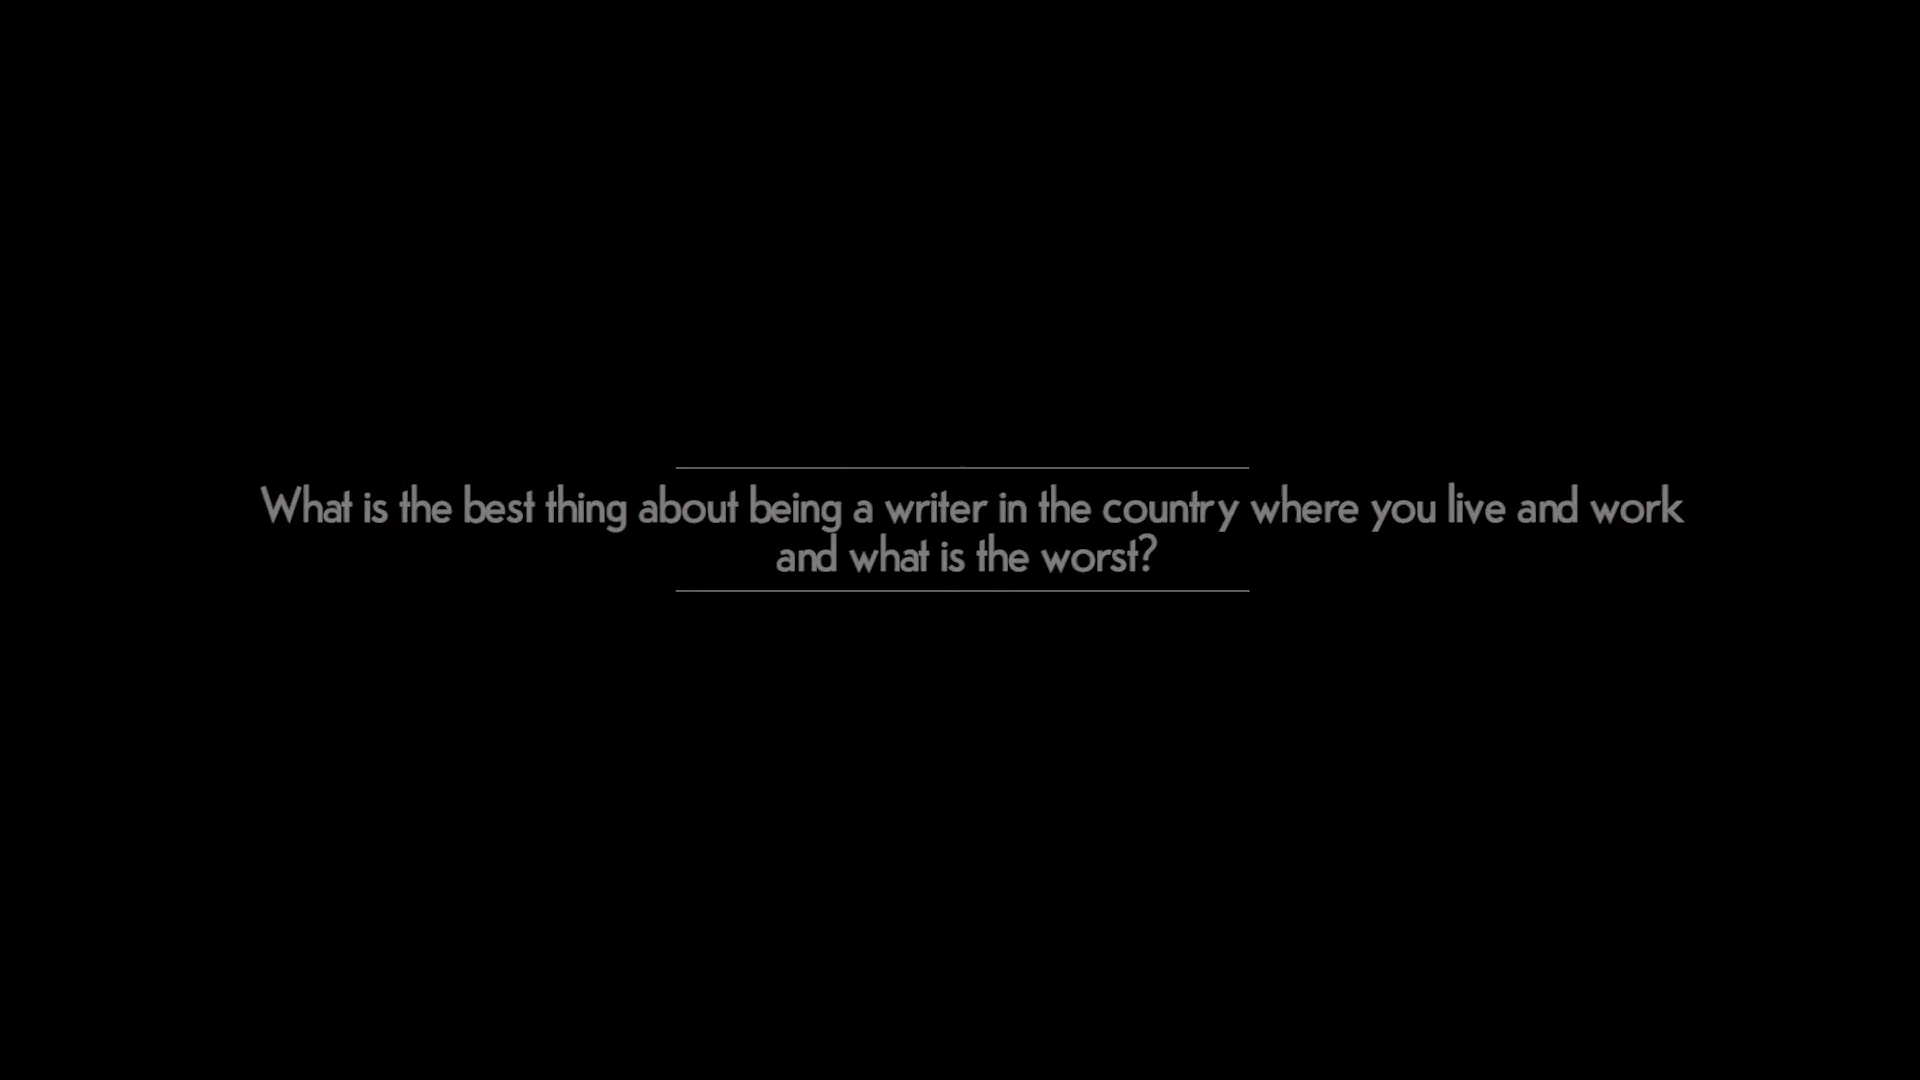 What is the best thing about being a writer in the country where you live and work
and what is the worst?